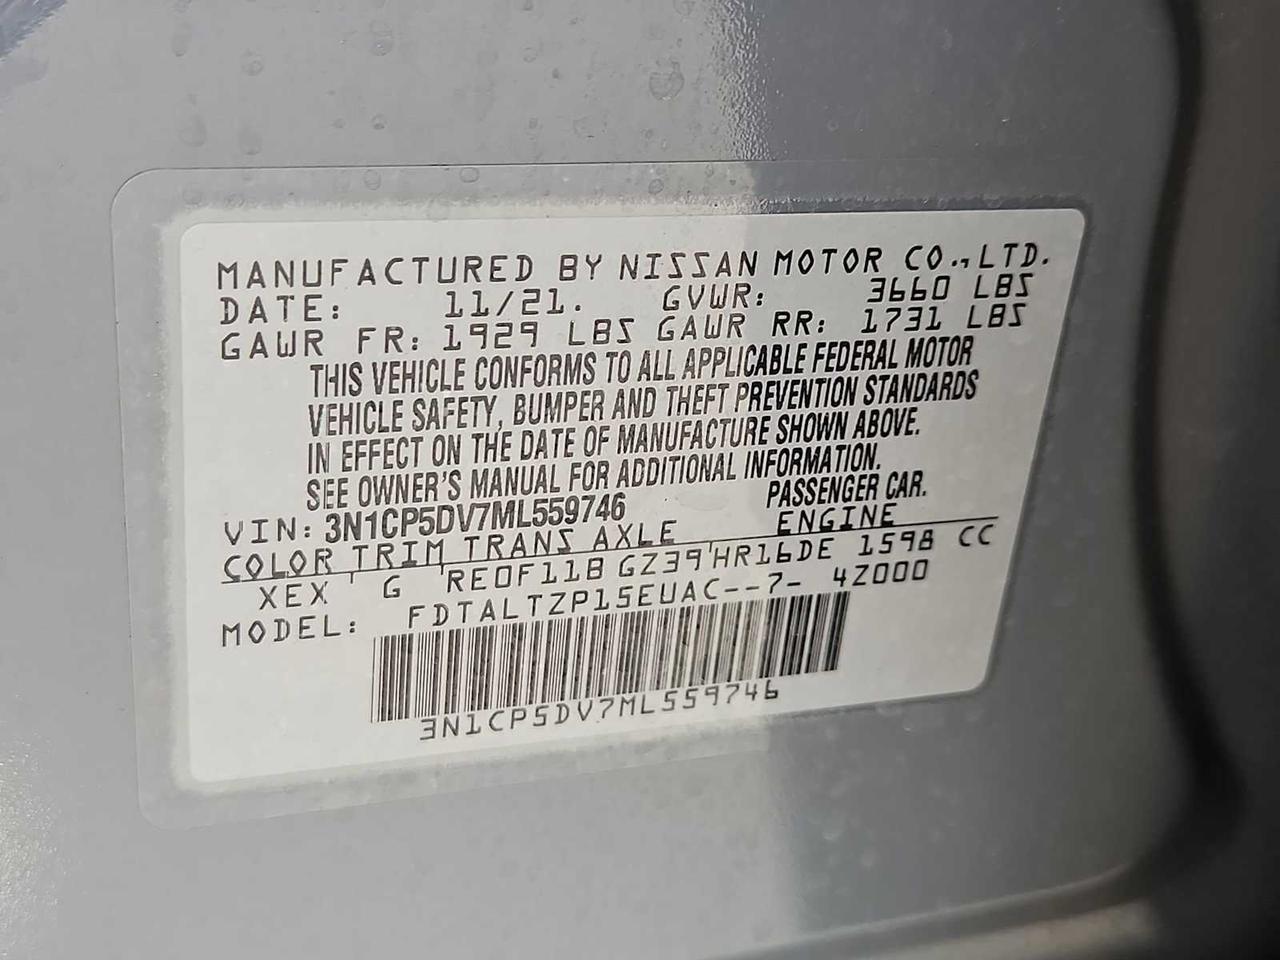 MANUFACTURED BY NISSAN MOTOR CO.,LTD.
DATE: 11/21. GVWR: 3660 LBS
GAWR FR: 1929 LBS GAWR RR: 1731 LBS
THIS VEHICLE CONFORMS TO ALL APPLICABLE FEDERAL MOTOR
VEHICLE SAFETY, BUMPER AND THEFT PREVENTION STANDARDS
IN EFFECT ON THE DATE OF MANUFACTURE SHOWN ABOVE.
SEE OWNER'S MANUAL FOR ADDITIONAL INFORMATION.
VIN: 3N1CP5DV7ML559746 PASSENGER CAR.
COLOR TRIM TRANS AXLE ENGINE
XEX G RE0F11B GZ39 HR16DE 1598 CC
MODEL: FDTALTZP15EUAC--7- 4Z000
3N1CP5DV7ML559746